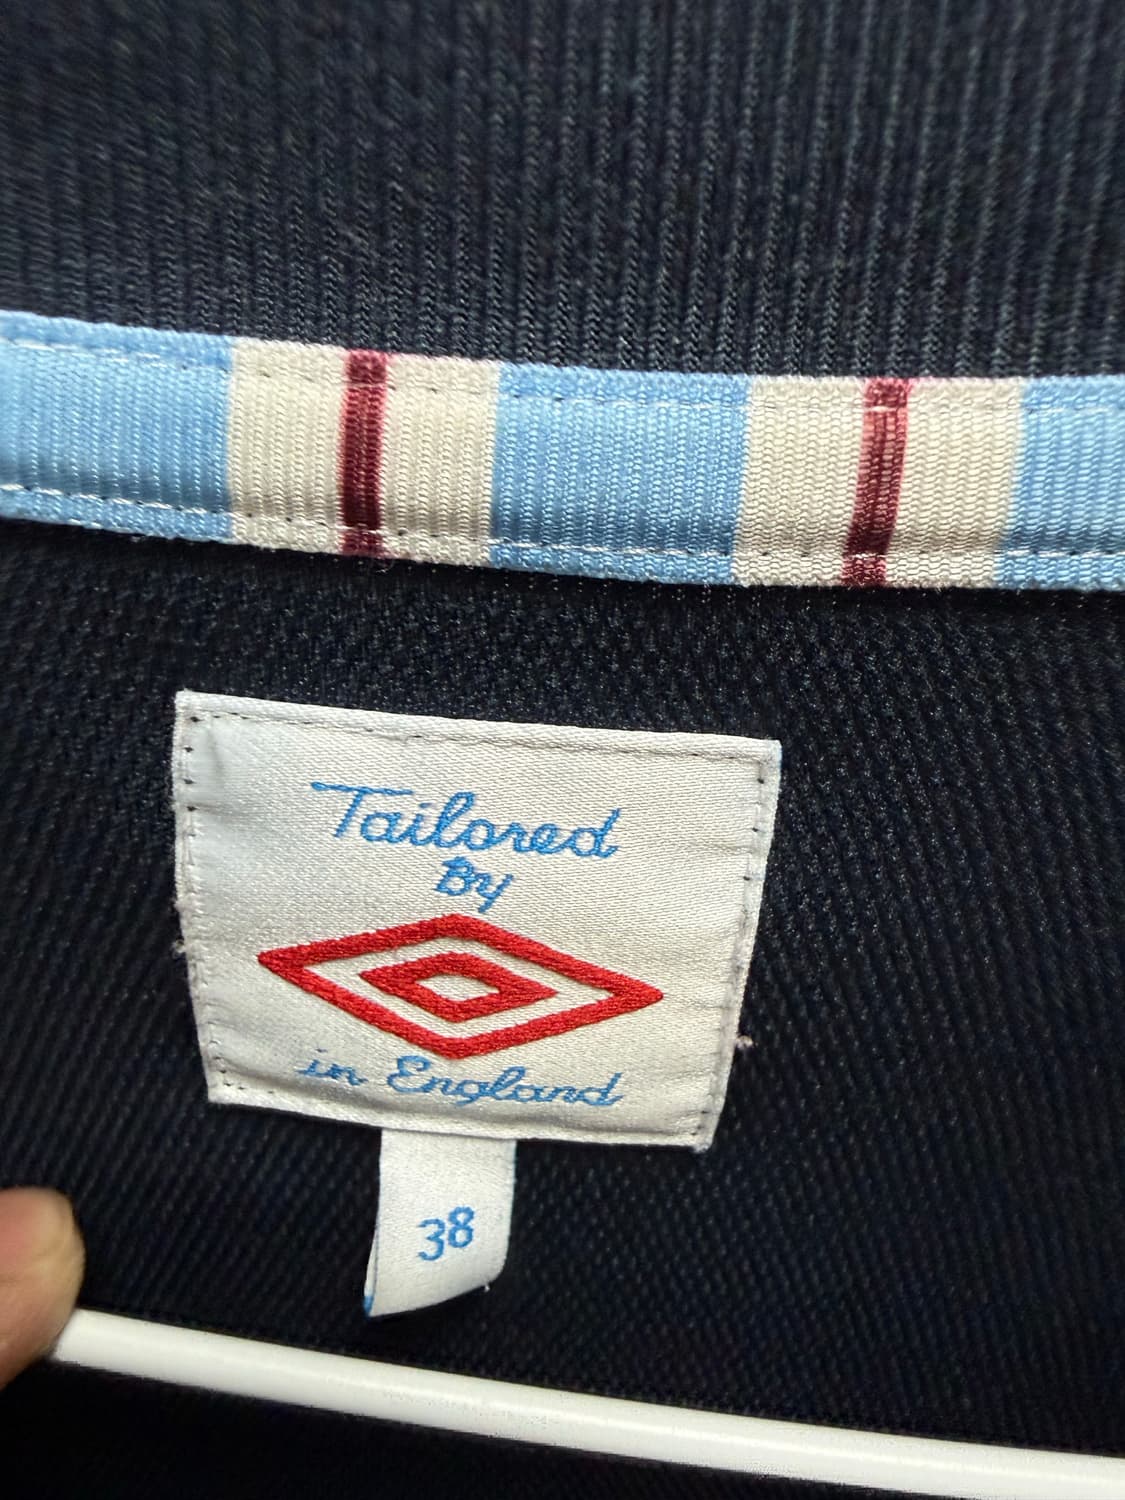 Tailored
By
in England
38